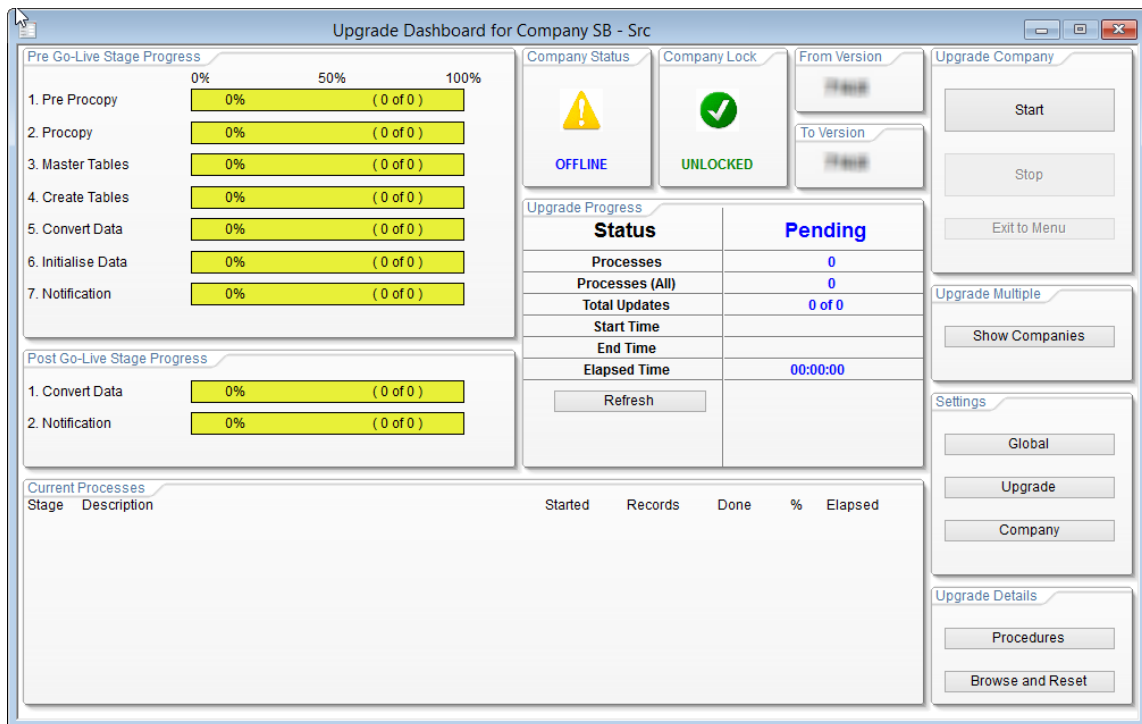 Upgrade Dashboard for Company SB - Src
Pre Go-Live Stage Progress
0% 50% 100%
1. Pre Procopy 0% ( 0 of 0 )
2. Procopy 0% ( 0 of 0 )
3. Master Tables 0% ( 0 of 0 )
4. Create Tables 0% ( 0 of 0 )
5. Convert Data 0% ( 0 of 0 )
6. Initialise Data 0% ( 0 of 0 )
7. Notification 0% ( 0 of 0 )
Post Go-Live Stage Progress
1. Convert Data 0% ( 0 of 0 )
2. Notification 0% ( 0 of 0 )
Company Status
OFFLINE
Company Lock
UNLOCKED
From Version
To Version
Upgrade Progress
Status Pending
Processes 0
Processes (All) 0
Total Updates 0 of 0
Start Time
End Time
Elapsed Time 00:00:00
Refresh
Current Processes
Stage Description Started Records Done % Elapsed
Upgrade Company
Start
Stop
Exit to Menu
Upgrade Multiple
Show Companies
Settings
Global
Upgrade
Company
Upgrade Details
Procedures
Browse and Reset